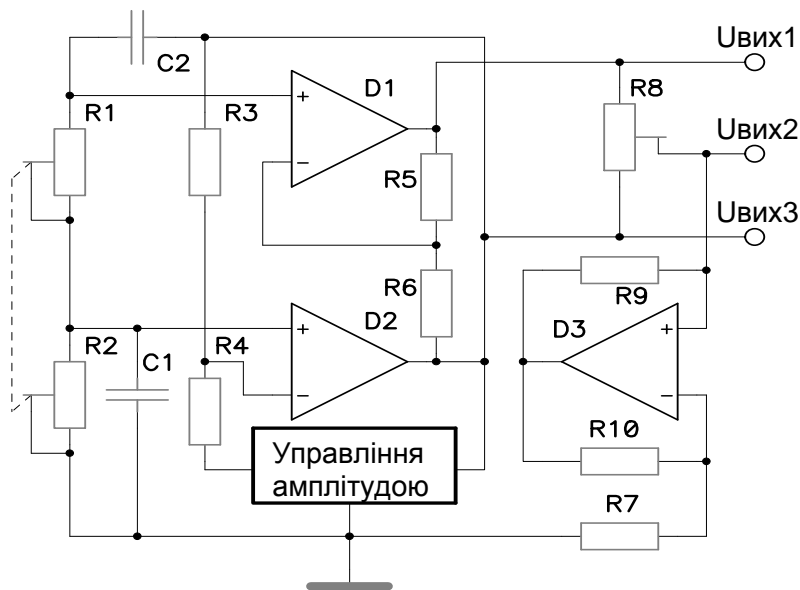 Uвих1
C2
D1
R8
R1
R3
+
Uвих2
−
R5
Uвих3
R6
R9
D2
D3
R2
C1
R4
+
+
−
−
R10
Управління
амплітудою
R7